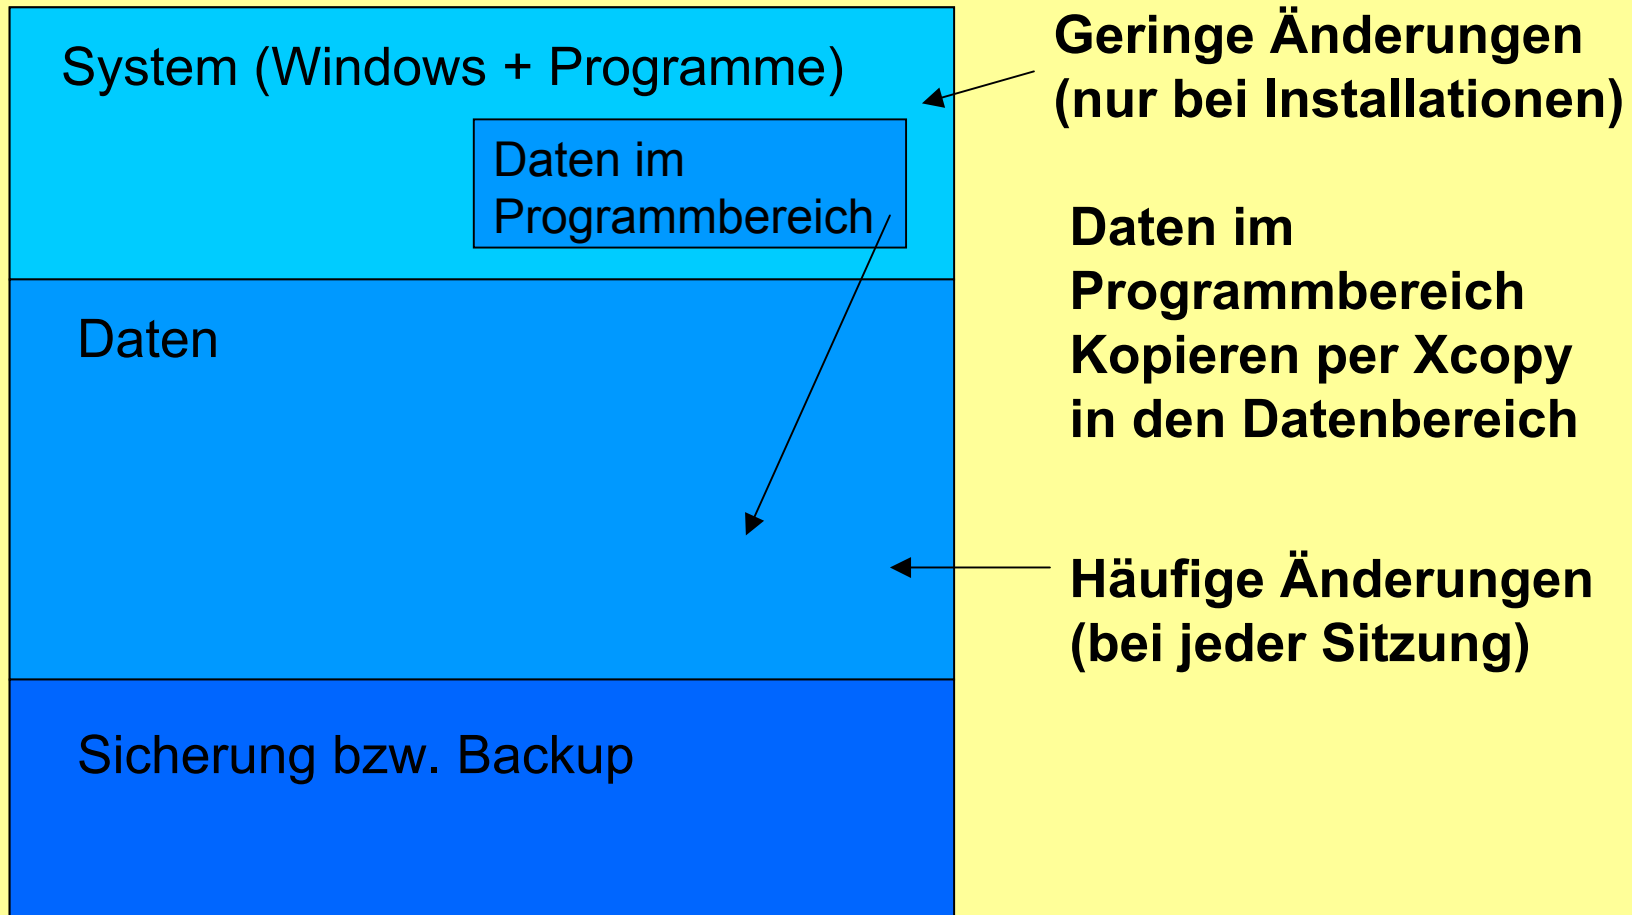 System (Windows + Programme)
Geringe Änderungen
(nur bei Installationen)
Daten im
Programmbereich
Daten im
Programmbereich
Kopieren per Xcopy
in den Datenbereich
Daten
Häufige Änderungen
(bei jeder Sitzung)
Sicherung bzw. Backup